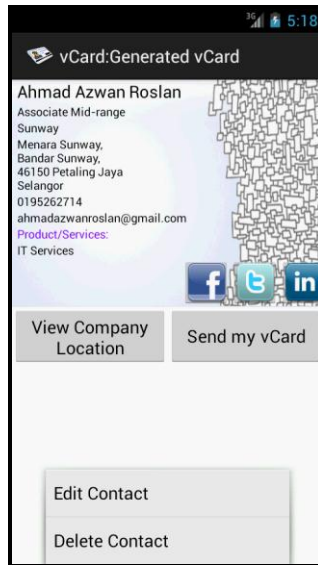 3G 5:18
vCard:Generated vCard
Ahmad Azwan Roslan
Associate Mid-range
Sunway
Menara Sunway,
Bandar Sunway,
46150 Petaling Jaya
Selangor
0195262714
ahmadazwanroslan@gmail.com
Product/Services:
IT Services
f t in
View Company
Location
Send my vCard
Edit Contact
Delete Contact